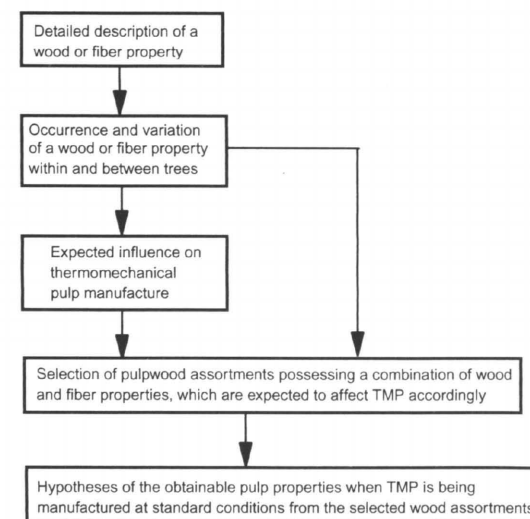 Detailed description of a
wood or fiber property
Occurrence and variation
of a wood or fiber property
within and between trees
Expected influence on
thermomechanical
pulp manufacture
Selection of pulpwood assortments possessing a combination of wood
and fiber properties, which are expected to affect TMP accordingly
Hypotheses of the obtainable pulp properties when TMP is being
manufactured at standard conditions from the selected wood assortments